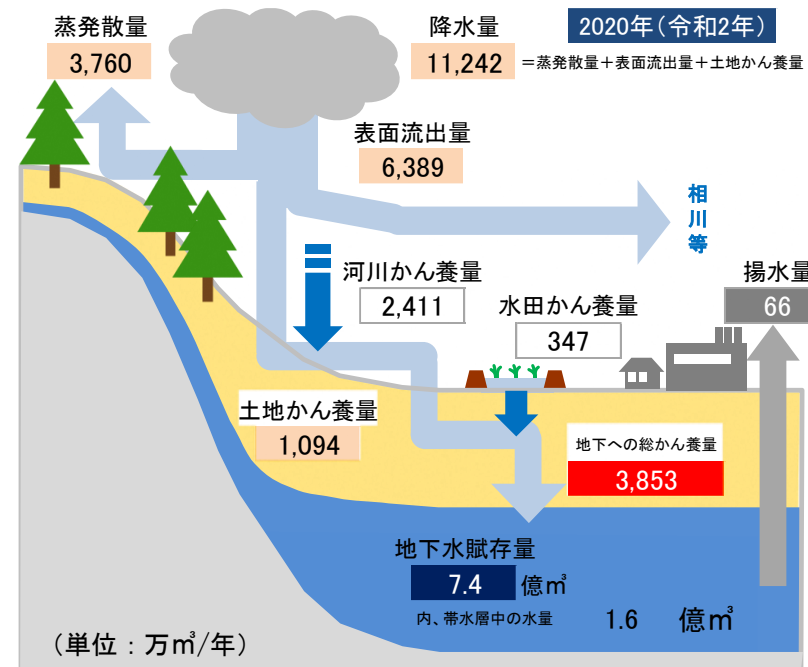 蒸発散量
3,760
降水量
11,242
2020年(令和2年)
＝蒸発散量＋表面流出量＋土地かん養量
表面流出量
6,389
相川等
河川かん養量
2,411
水田かん養量
347
揚水量
66
土地かん養量
1,094
地下への総かん養量
3,853
地下水賦存量
7.4 億㎥
内、帯水層中の水量 1.6 億㎥
(単位：万㎥/年)